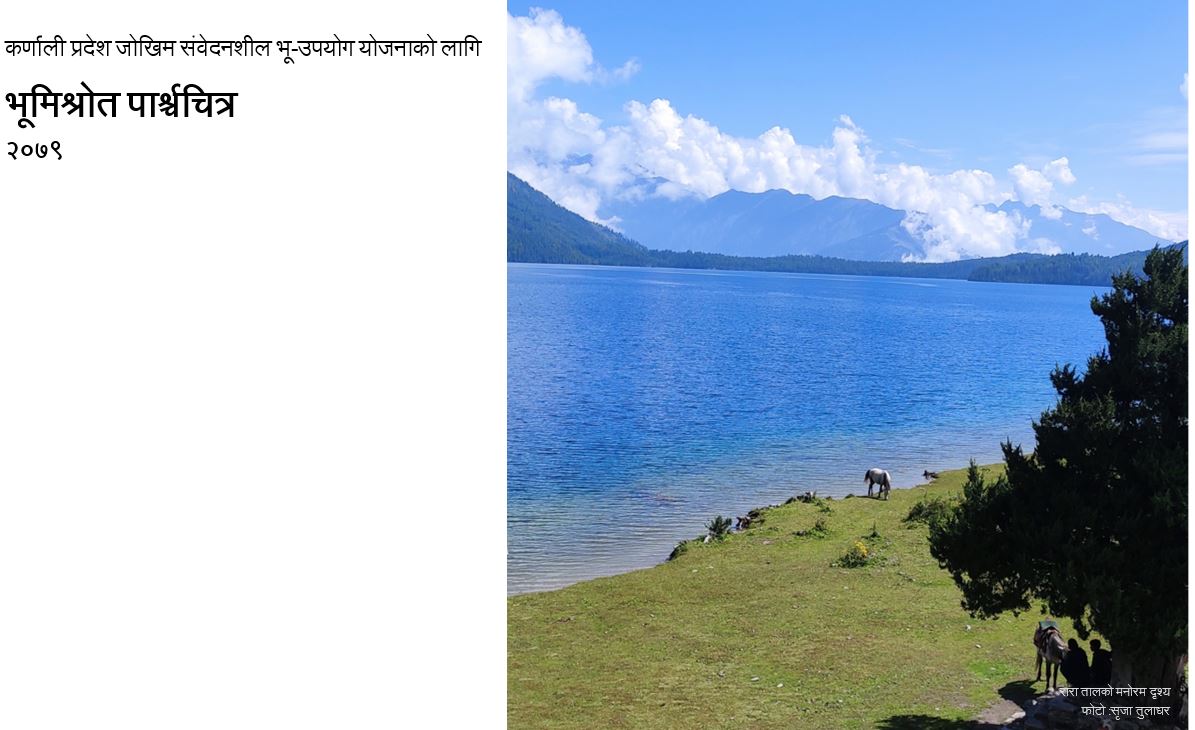 कर्णाली प्रदेश जोखिम संवेदनशील भू-उपयोग योजनाको लागि
भूमिश्रोत पार्श्वचित्र
२०७९
रारा तालको मनोरम दृश्य
फोटो :सृजा तुलाधर